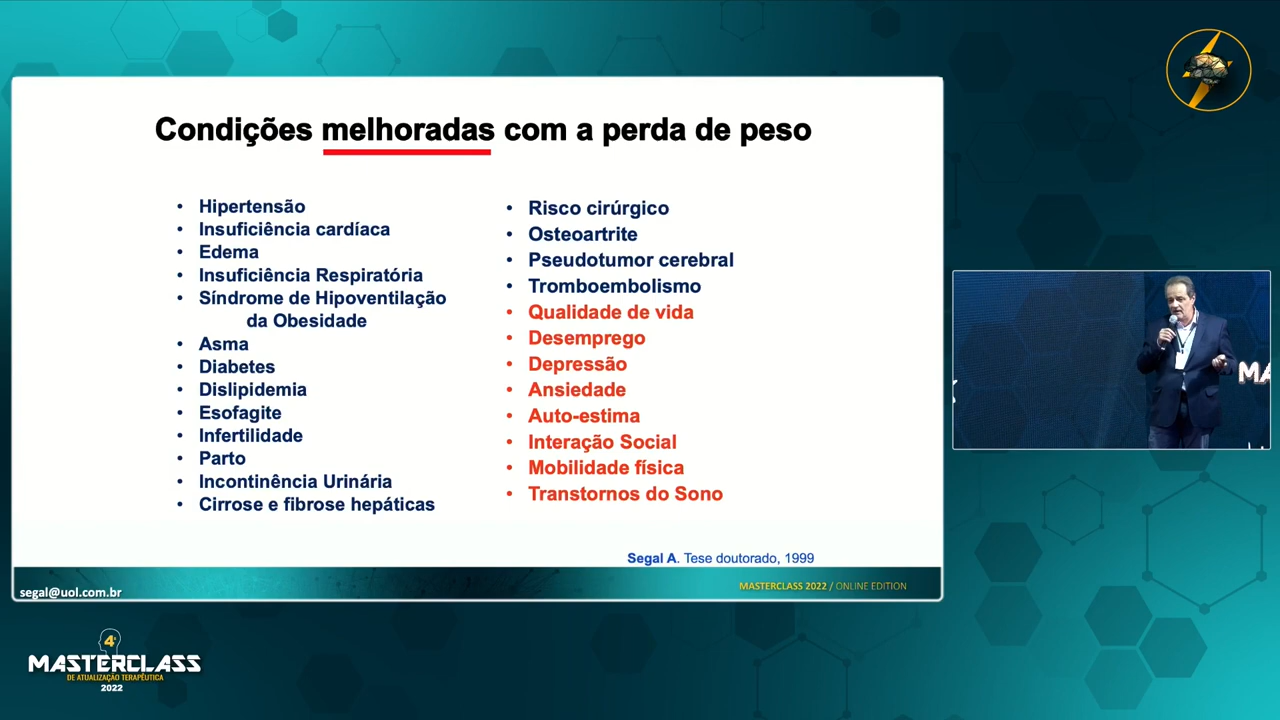 Condições melhoradas com a perda de peso
• Hipertensão
• Insuficiência cardíaca
• Edema
• Insuficiência Respiratória
• Síndrome de Hipoventilação
da Obesidade
• Asma
• Diabetes
• Dislipidemia
• Esofagite
• Infertilidade
• Parto
• Incontinência Urinária
• Cirrose e fibrose hepáticas
• Risco cirúrgico
• Osteoartrite
• Pseudotumor cerebral
• Tromboembolismo
• Qualidade de vida
• Desemprego
• Depressão
• Ansiedade
• Auto-estima
• Interação Social
• Mobilidade física
• Transtornos do Sono
Segal A. Tese doutorado, 1999
segal@uol.com.br
MASTERCLASS 2022 / ONLINE EDITION
MA
4ª
MASTERCLASS
DE ATUALIZAÇÃO TERAPÊUTICA
2022